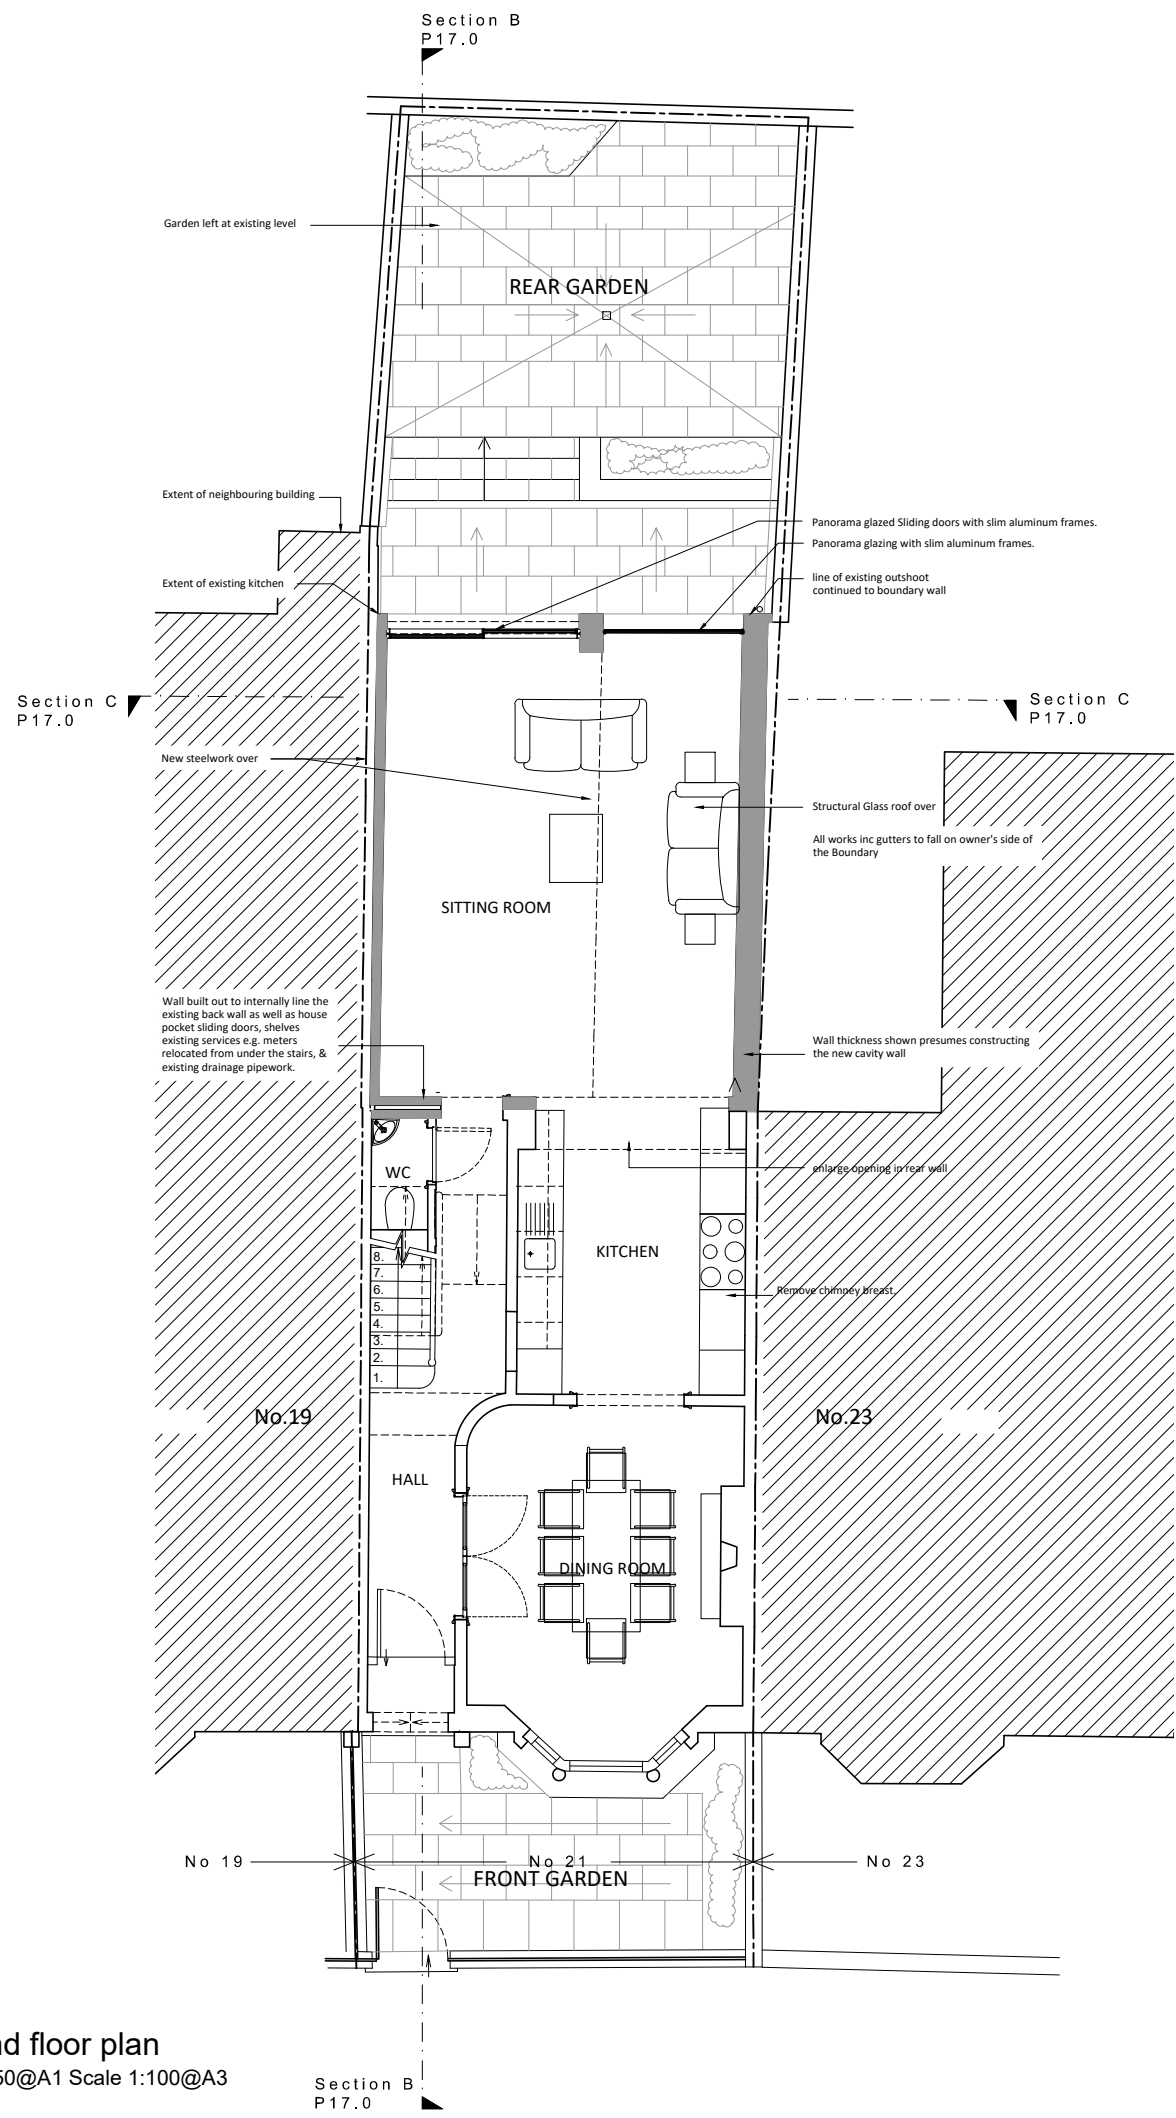 Section B
P17.0
Garden left at existing level
REAR GARDEN
Extent of neighbouring building
Panorama glazed Sliding doors with slim aluminum frames.
Panorama glazing with slim aluminum frames.
Extent of existing kitchen
line of existing outshoot
continued to boundary wall
Section C
P17.0
Section C
P17.0
New steelwork over
Structural Glass roof over
All works inc gutters to fall on owner's side of
the Boundary
SITTING ROOM
Wall built out to internally line the
existing back wall as well as house
pocket sliding doors, shelves
existing services e.g. meters
relocated from under the stairs, &
existing drainage pipework.
Wall thickness shown presumes constructing
the new cavity wall
WC
enlarge opening in rear wall
KITCHEN
8.
7.
6.
5.
4.
3.
2.
1.
Remove chimney breast.
No.19
No.23
HALL
DINING ROOM
No 19
No 21
No 23
FRONT GARDEN
d floor plan
50@A1 Scale 1:100@A3
Section B
P17.0